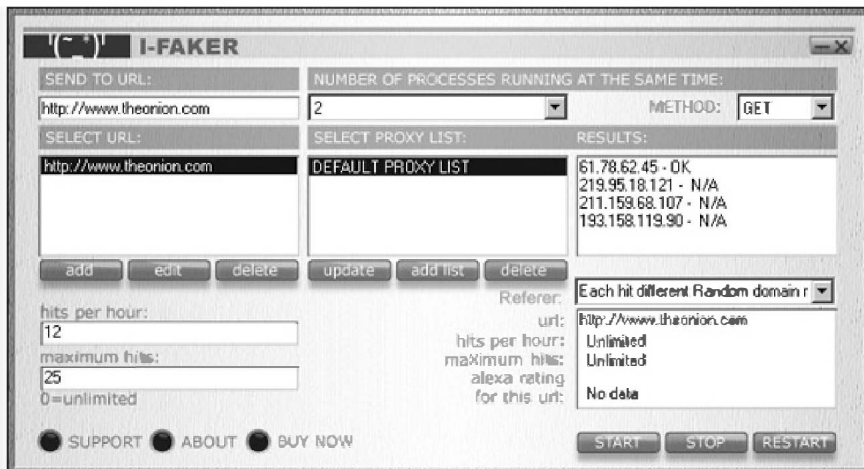 '(~_^)' I-FAKER
SEND TO URL:
http://www.theonion.com
NUMBER OF PROCESSES RUNNING AT THE SAME TIME:
2
METHOD: GET
SELECT URL:
http://www.theonion.com
add edit delete
SELECT PROXY LIST:
DEFAULT PROXY LIST
update add list delete
RESULTS:
61.78.62.45 - OK
219.95.18.121 - N/A
211.159.68.107 - N/A
193.158.119.90 - N/A
hits per hour:
12
maximum hits:
25
0=unlimited
Referer: Each hit different Random domain r
url: http://www.theonion.com
hits per hour: Unlimited
maximum hits: Unlimited
alexa rating
for this url: No data
SUPPORT ABOUT BUY NOW
START STOP RESTART